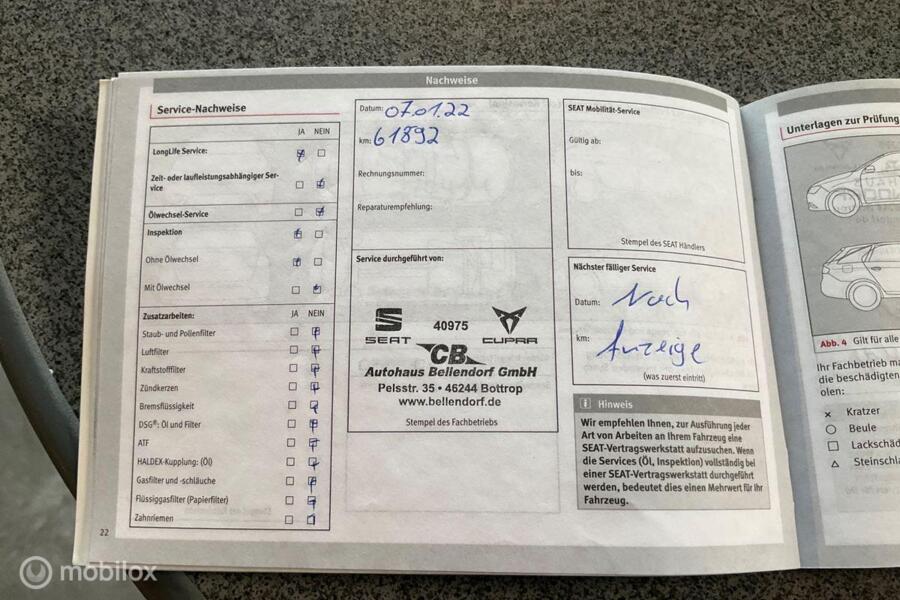 Nachweise
Service-Nachweise
JA NEIN
LongLife Service:
Zeit- oder laufleistungsabhängiger Ser-
vice
Ölwechsel-Service
Inspektion
Ohne Ölwechsel
Mit Ölwechsel
Zusatzarbeiten: JA NEIN
Staub- und Pollenfilter
Luftfilter
Kraftstofffilter
Zündkerzen
Bremsflüssigkeit
DSG®: Öl und Filter
ATF
HALDEX-Kupplung: (Öl)
Gasfilter und -schläuche
Flüssiggasfilter (Papierfilter)
Zahnriemen
22
Datum: 07.01.22
km: 61892
Rechnungsnummer:
Reparaturempfehlung:
Service durchgeführt von:
40975
SEAT CUPRA
CB
Autohaus Bellendorf GmbH
Pelsstr. 35 • 46244 Bottrop
www.bellendorf.de
Stempel des Fachbetriebs
SEAT Mobilität-Service
Gültig ab:
bis:
Stempel des SEAT Händlers
Nächster fälliger Service
Datum: Nach
km: Anzeige
(was zuerst eintritt)
i Hinweis
Wir empfehlen Ihnen, zur Ausführung jeder
Art von Arbeiten an Ihrem Fahrzeug eine
SEAT-Vertragswerkstatt aufzusuchen. Wenn
die Services (Öl, Inspektion) vollständig bei
einer SEAT-Vertragswerkstatt durchgeführt
werden, bedeutet dies einen Mehrwert für Ihr
Fahrzeug.
Unterlagen zur Prüfung
Abb. 4 Gilt für alle
Ihr Fachbetrieb ma
die beschädigten
olen:
× Kratzer
○ Beule
□ Lackschäd
△ Steinschla
mobilox